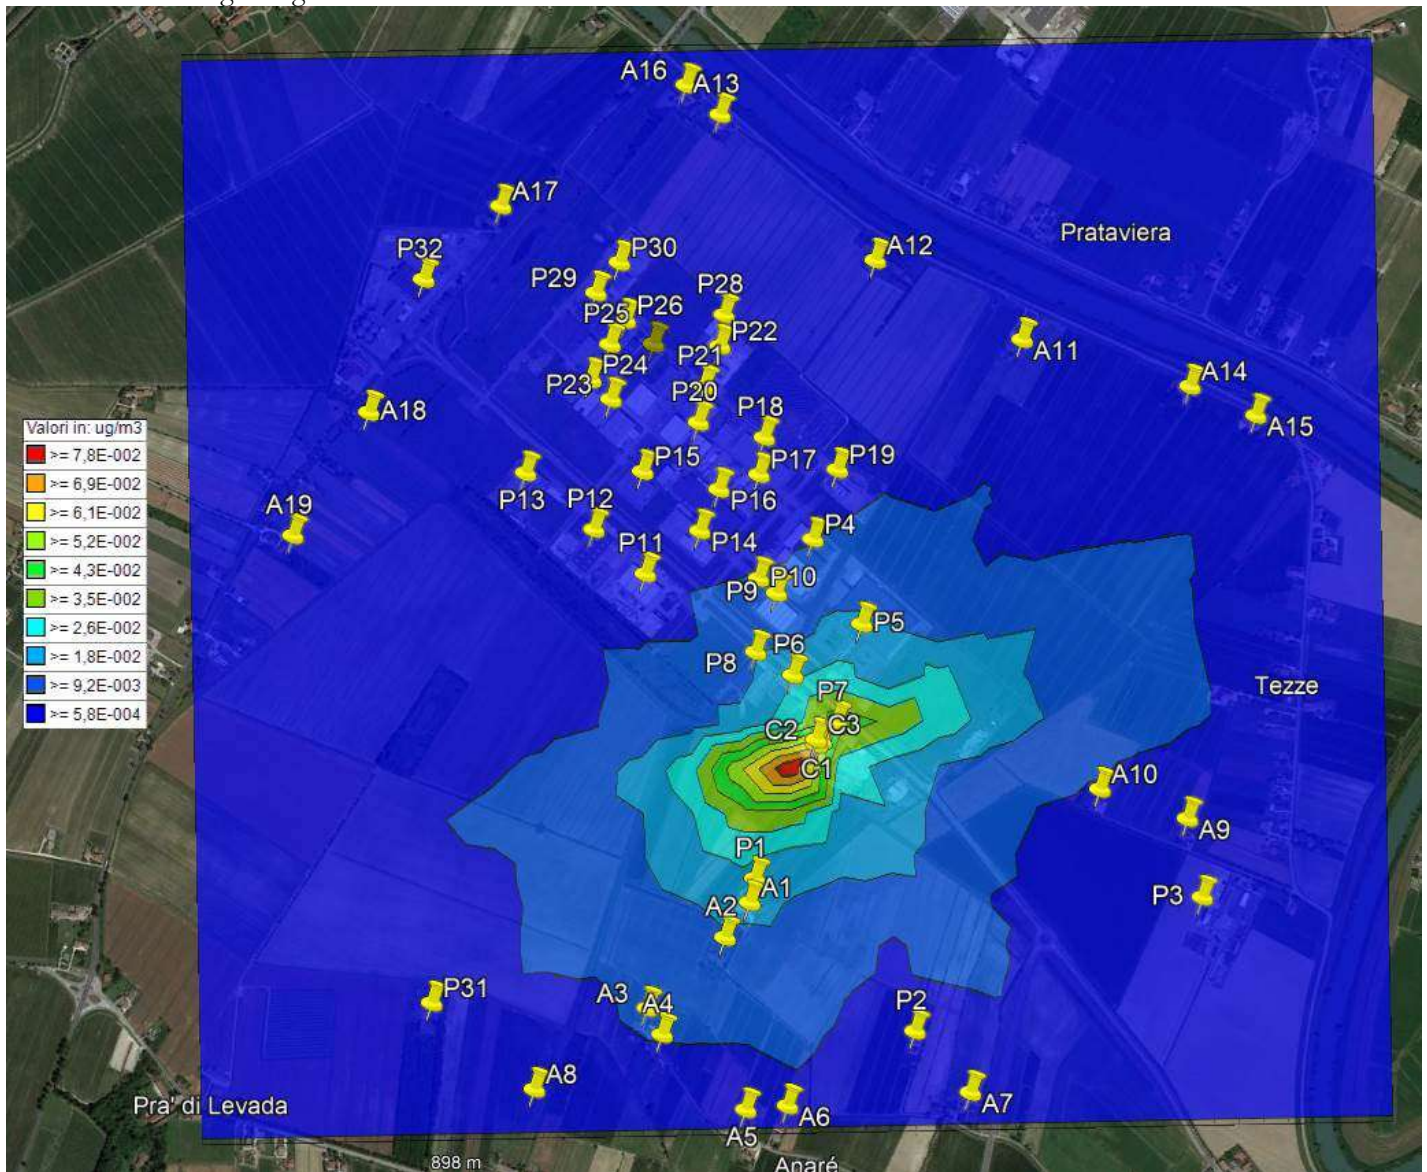 A16
A13
A17
A12
Prataviera
P32
P30
P29
P28
P26
P25
P22
A11
P24
P21
A14
P23
P20
A18
P18
A15
Valori in: ug/m3
>= 7,8E-002
>= 6,9E-002
>= 6,1E-002
>= 5,2E-002
>= 4,3E-002
>= 3,5E-002
>= 2,6E-002
>= 1,8E-002
>= 9,2E-003
>= 5,8E-004
P15
P17
P19
P13
P16
A19
P12
P14
P4
P11
P9
P10
P5
P8
P6
P7
Tezze
C2
C3
C1
A10
A9
P1
A1
A2
P3
P31
A3
A4
P2
A8
A7
Pra' di Levada
A5
A6
898 m